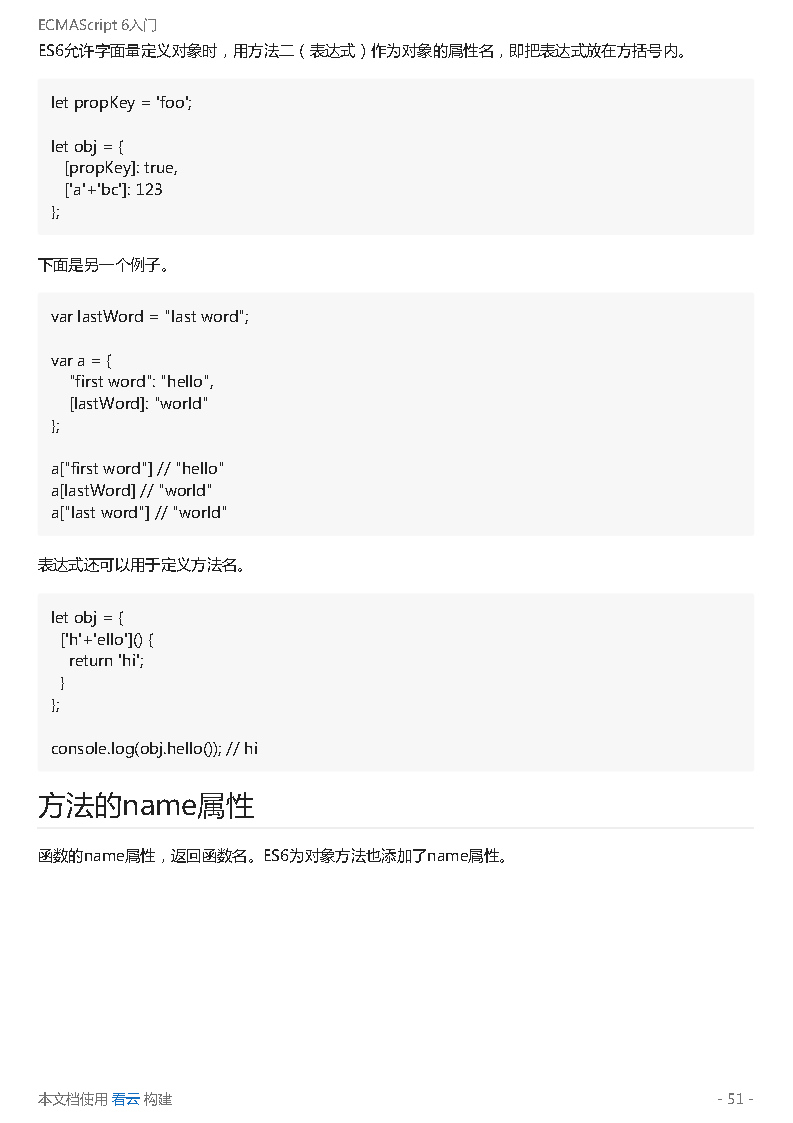 ECMAScript 6入门
ES6允许字面量定义对象时，用方法二（表达式）作为对象的属性名，即把表达式放在方括号内。
let propKey = 'foo';
let obj = {
[propKey]: true,
['a'+'bc']: 123
};
下面是另一个例子。
var lastWord = "last word";
var a = {
"first word": "hello",
[lastWord]: "world"
};
a["first word"] // "hello"
a[lastWord] // "world"
a["last word"] // "world"
表达式还可以用于定义方法名。
let obj = {
['h'+'ello']() {
return 'hi';
}
};
console.log(obj.hello()); // hi
方法的name属性
函数的name属性，返回函数名。ES6为对象方法也添加了name属性。
本文档使用 看云 构建
- 51 -